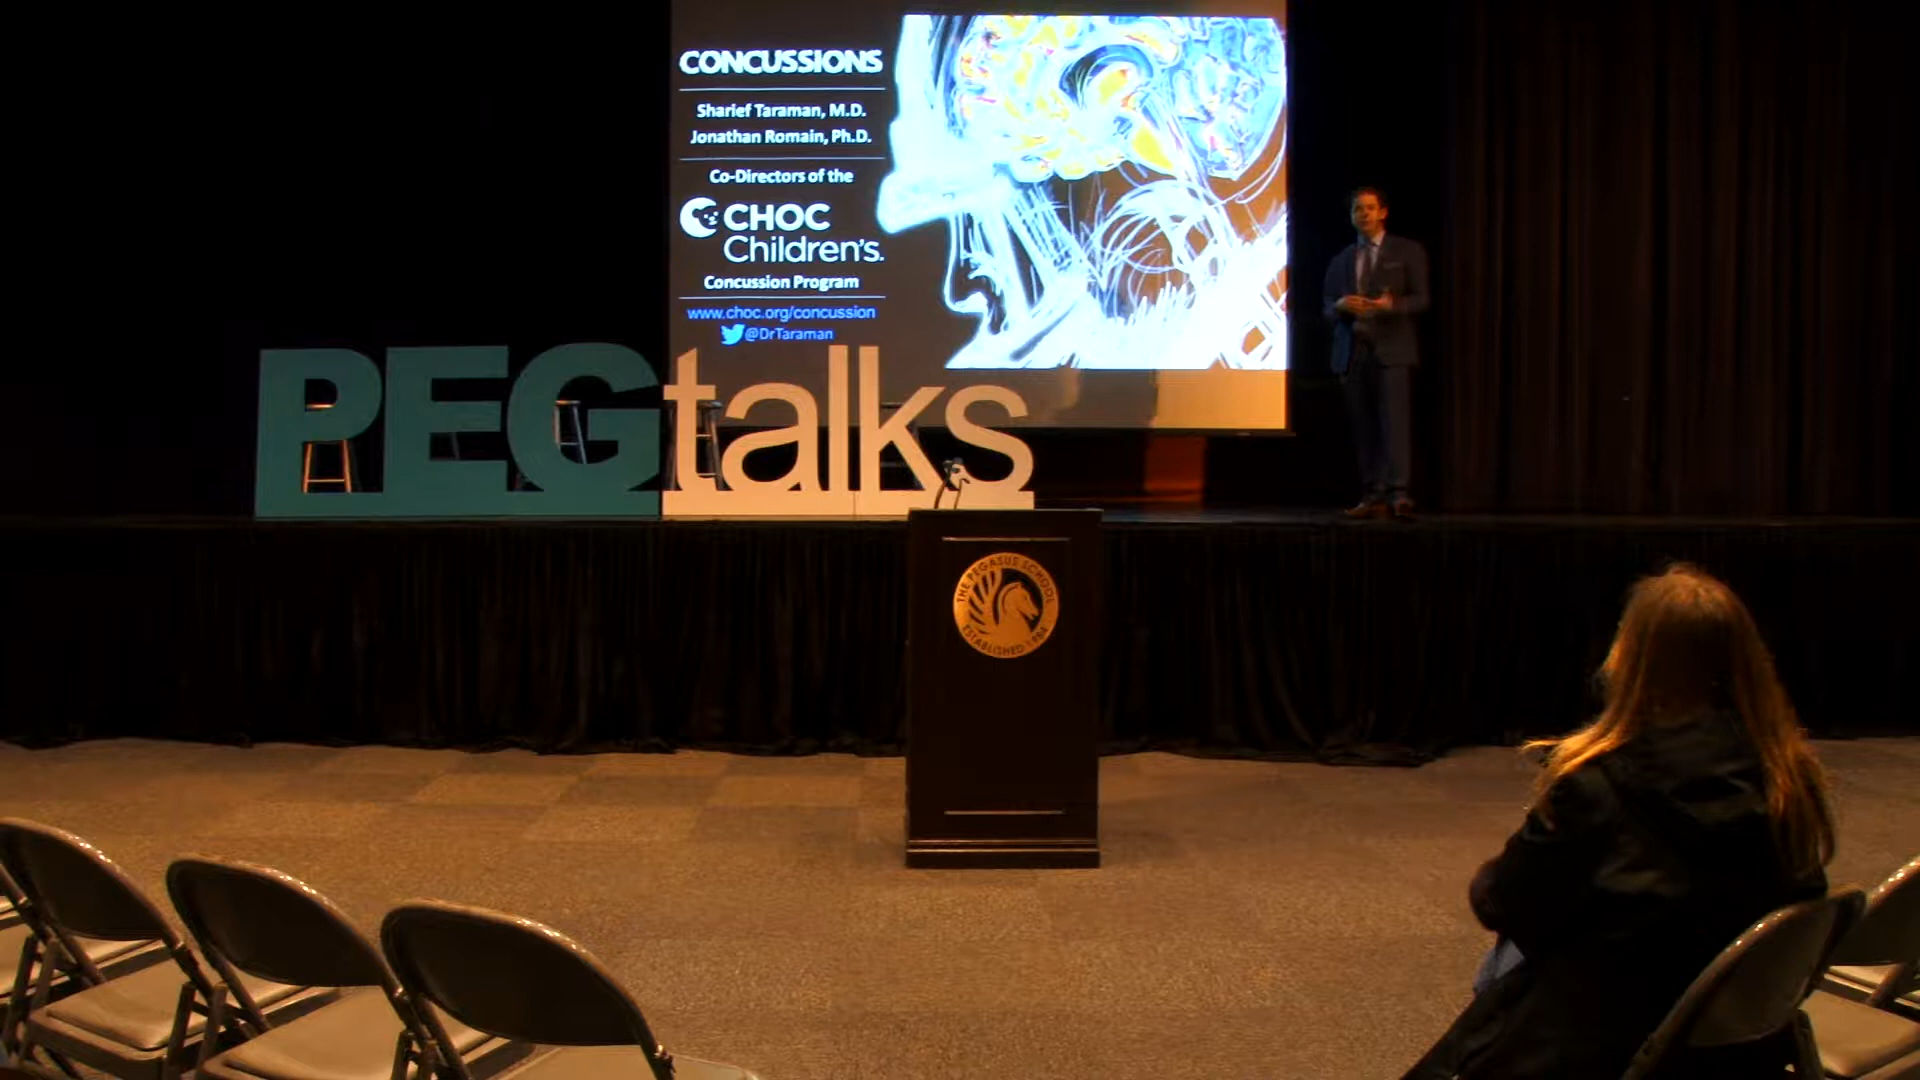 CONCUSSIONS
Sharief Taraman, M.D.
Jonathan Romain, Ph.D.
Co-Directors of the
CHOC
Children's.
Concussion Program
www.choc.org/concussion
@DrTaraman
PEGtalks
THE PEGASUS SCHOOL
ESTABLISHED 1984